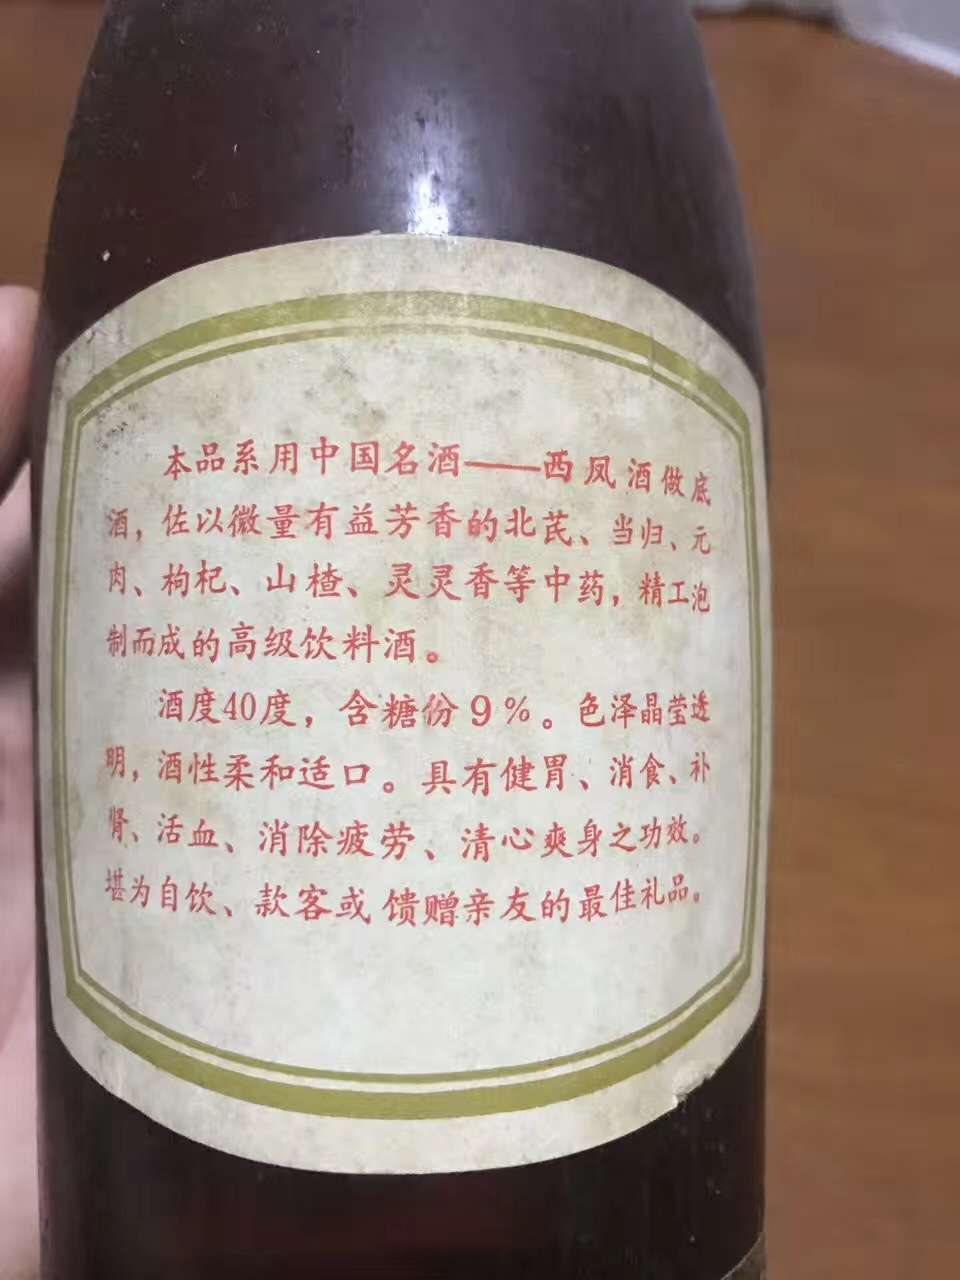 本品系用中国名酒——西凤酒做底
酒，佐以微量有益芳香的北芪、当归、元
肉、枸杞、山楂、灵灵香等中药，精工泡
制而成的高级饮料酒。
酒度40度，含糖份9%。色泽晶莹透
明，酒性柔和适口。具有健胃、消食、补
肾、活血、消除疲劳、清心爽身之功效。
堪为自饮、款客或馈赠亲友的最佳礼品。